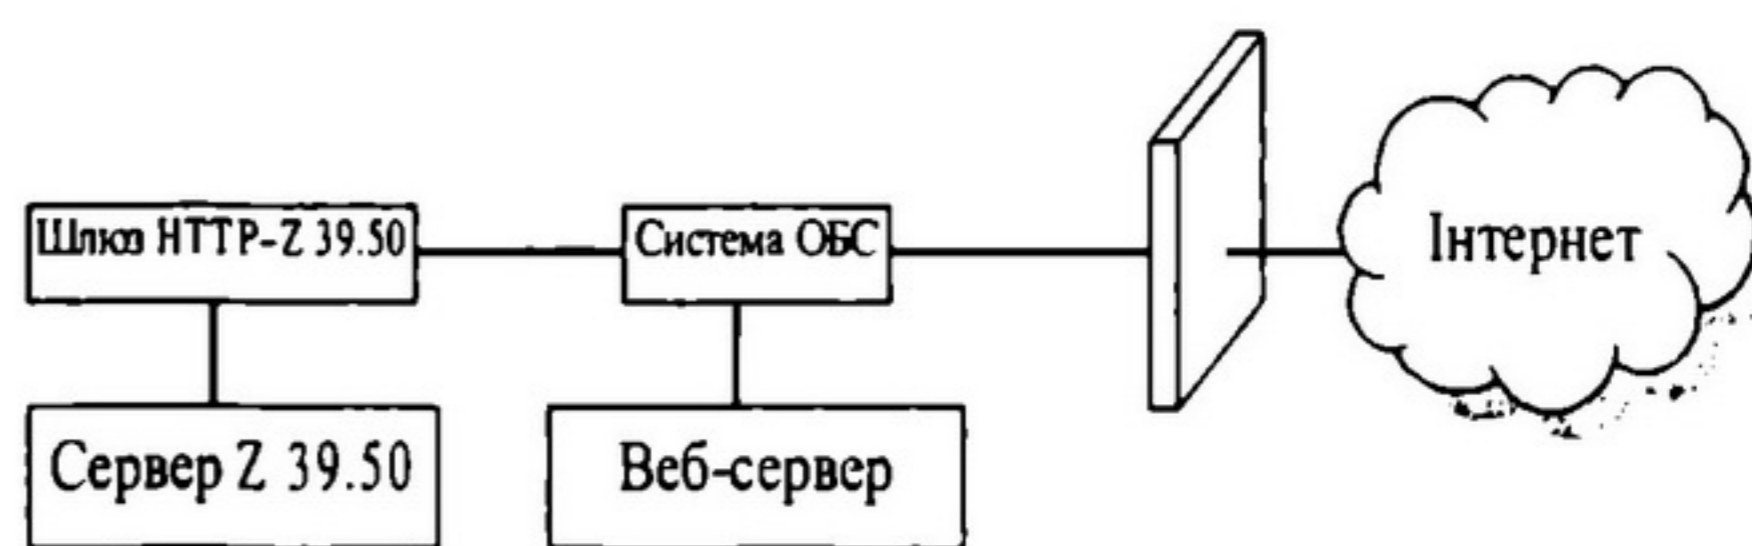 Шлюз HTTP-Z 39.50
Система ОБС
Інтернет
Сервер Z 39.50
Веб-сервер